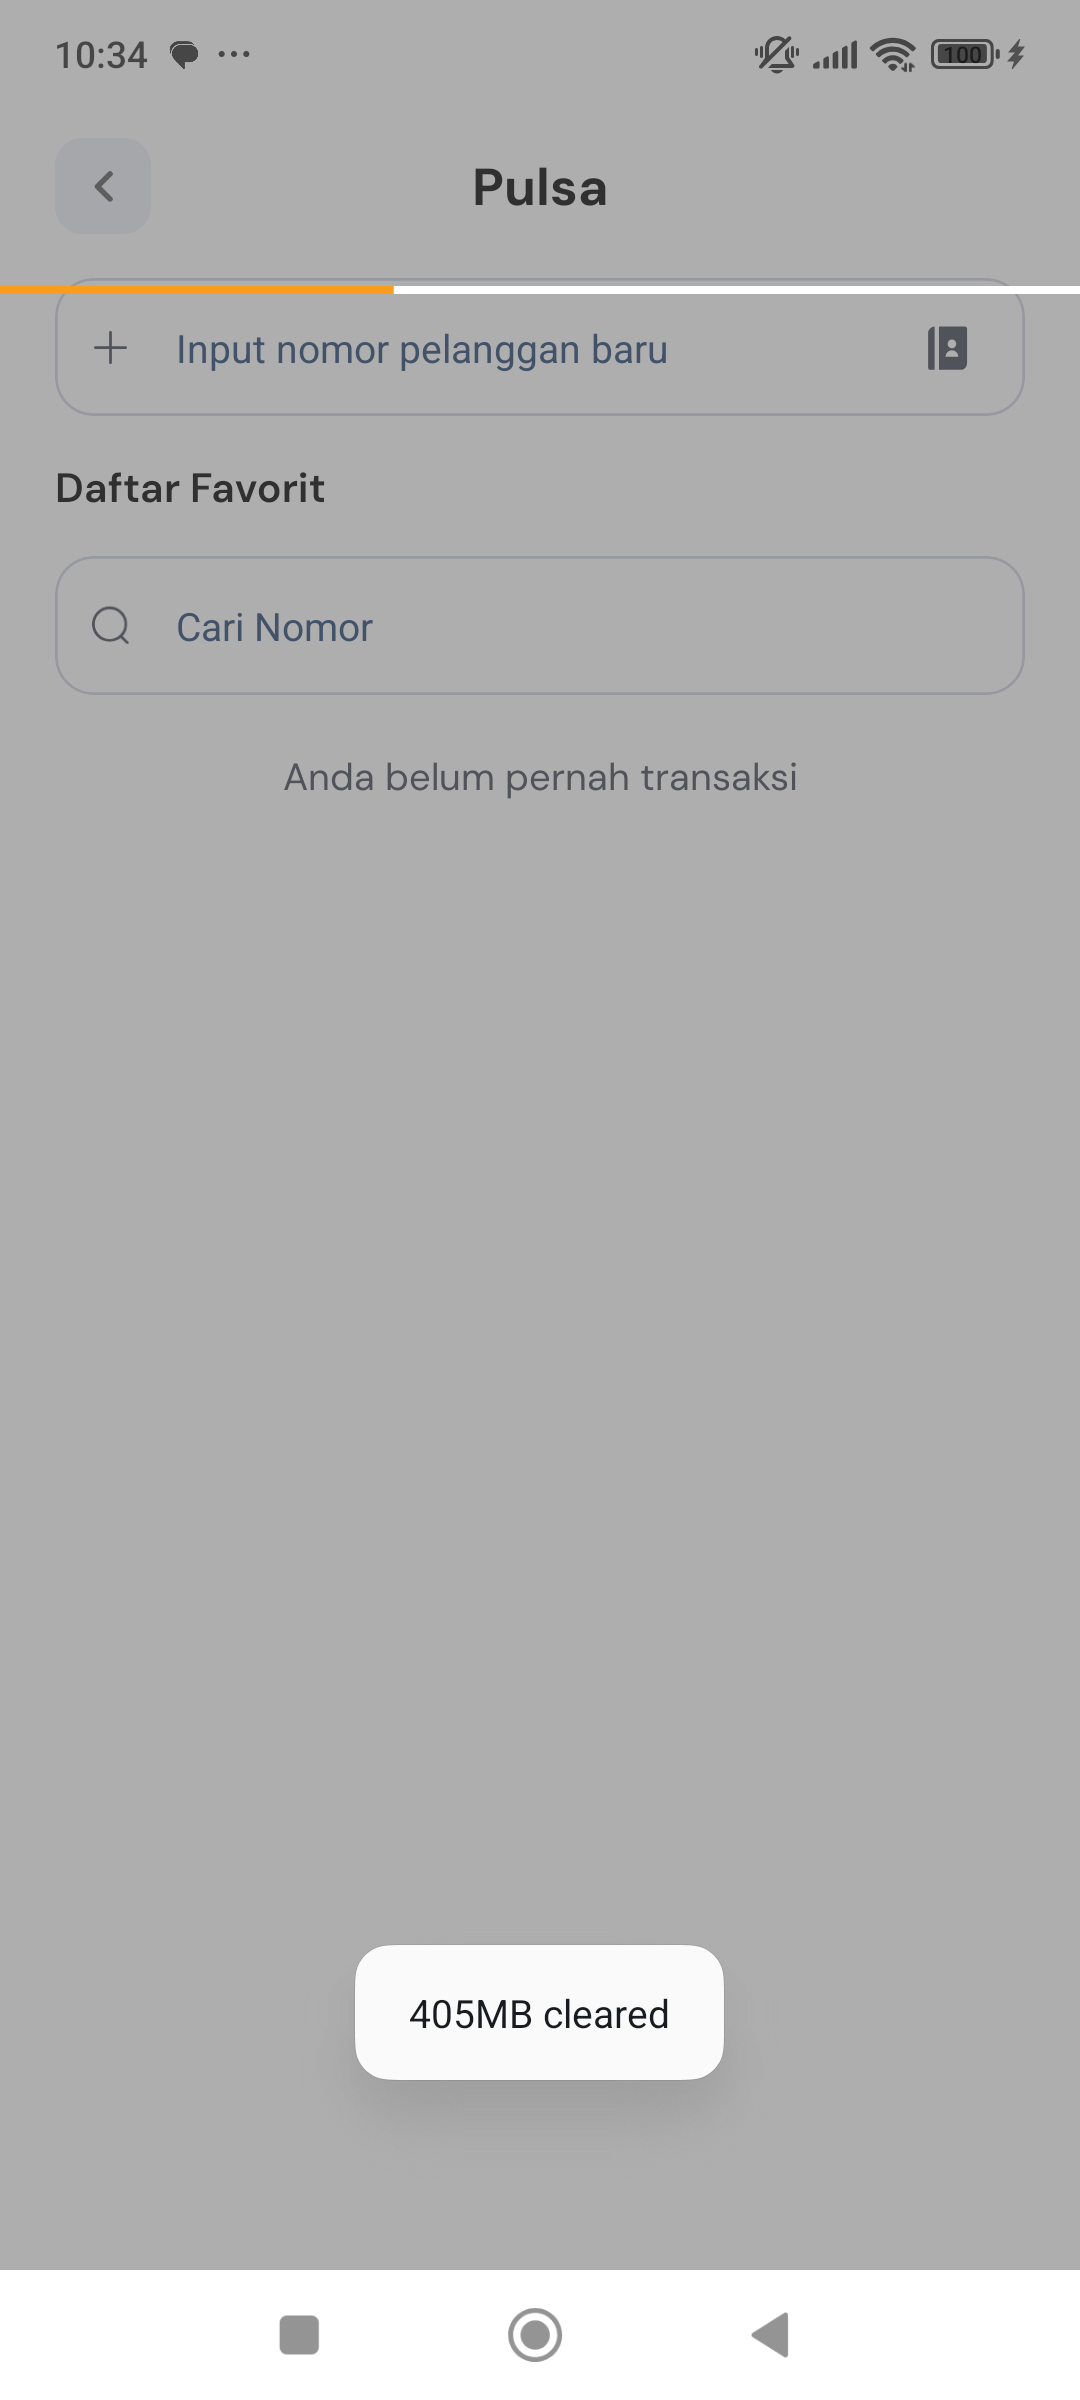 10:34
100
Pulsa
Input nomor pelanggan baru
Daftar Favorit
Cari Nomor
Anda belum pernah transaksi
405MB cleared